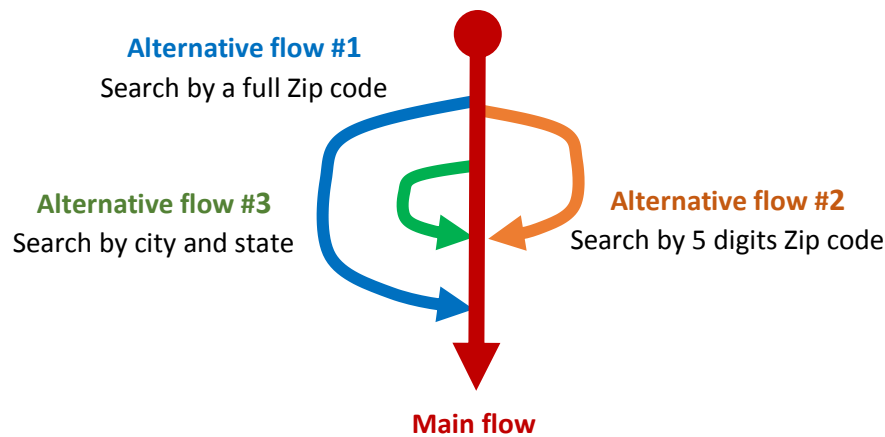 Alternative flow #1
Search by a full Zip code
Alternative flow #3
Search by city and state
Alternative flow #2
Search by 5 digits Zip code
Main flow